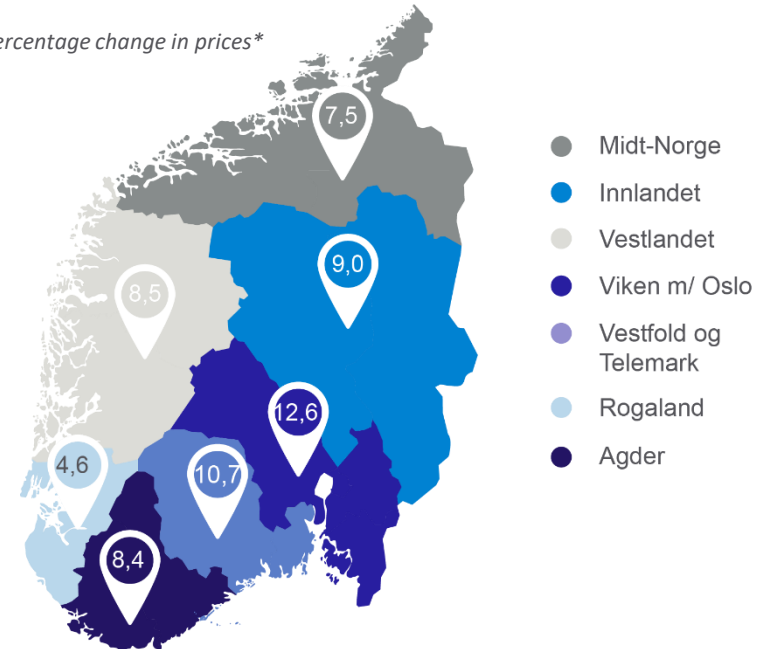 ercentage change in prices*
7,5
9,0
8,5
12,6
4,6
10,7
8,4
Midt-Norge
Innlandet
Vestlandet
Viken m/ Oslo
Vestfold og
Telemark
Rogaland
Agder